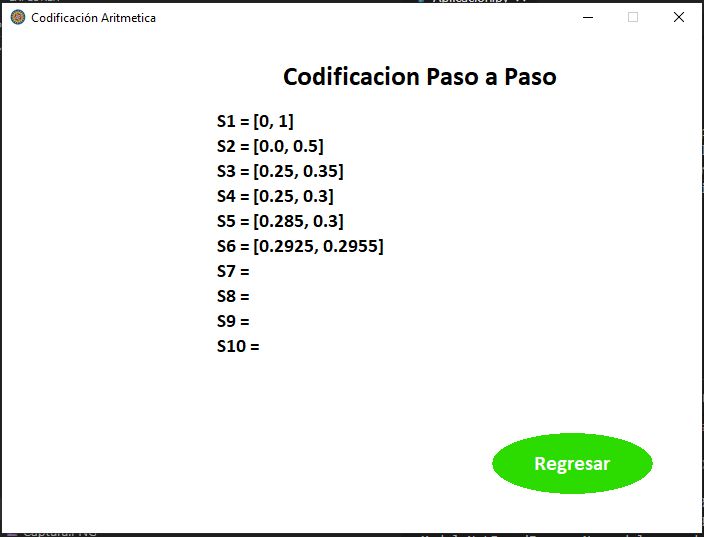 Codificación Aritmetica
Codificacion Paso a Paso
S1 = [0, 1]
S2 = [0.0, 0.5]
S3 = [0.25, 0.35]
S4 = [0.25, 0.3]
S5 = [0.285, 0.3]
S6 = [0.2925, 0.2955]
S7 =
S8 =
S9 =
S10 =
Regresar